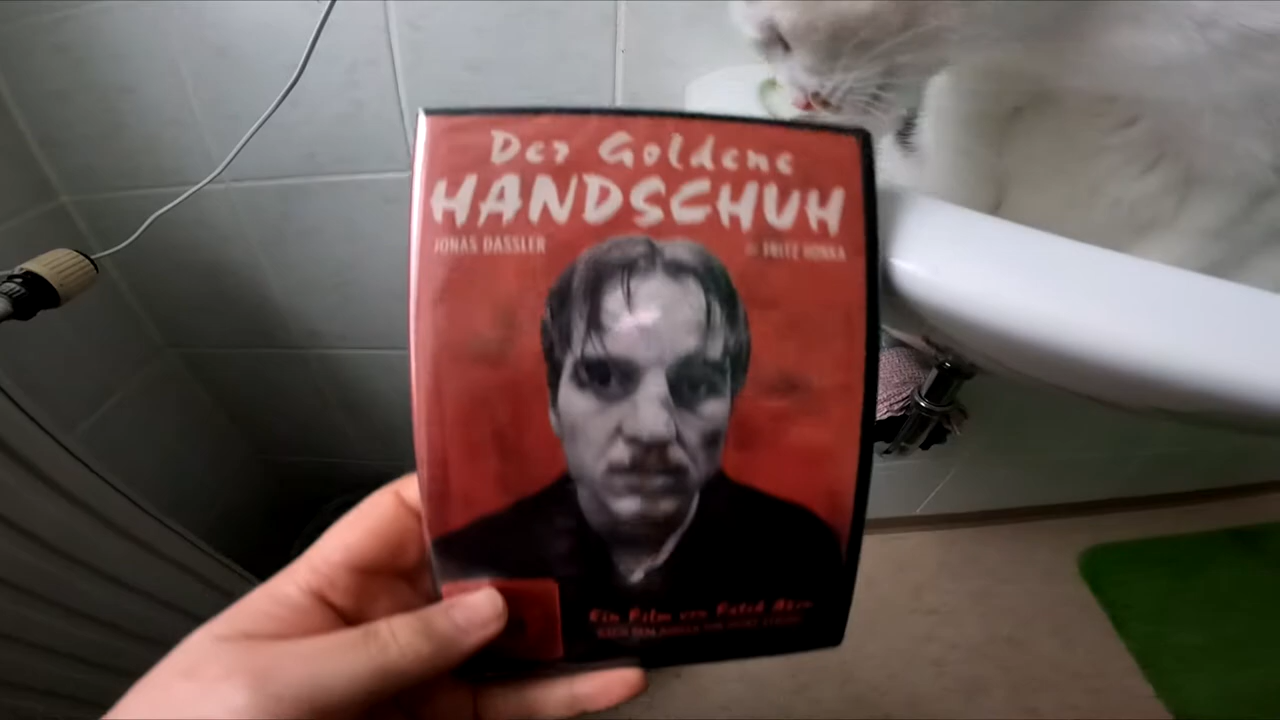 Der Goldene
HANDSCHUH
JONAS DASSLER
FRITZ HONKA
Ein Film von Fatih Akin